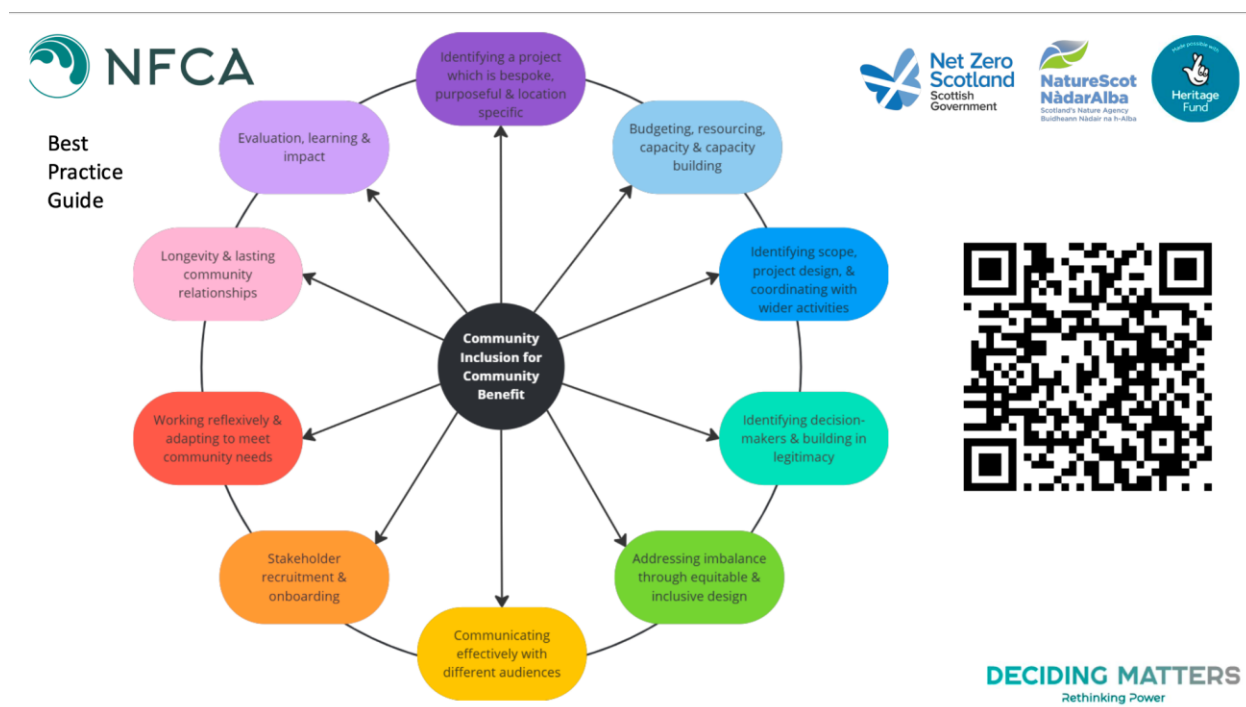 NFCA
Best
Practice
Guide
Net Zero
Scotland
Scottish
Government
NatureScot
NàdarAlba
Scotland's Nature Agency
Buidheann Nàdair na h-Alba
Made possible with
Heritage
Fund
Identifying a project
which is bespoke,
purposeful & location
specific
Budgeting, resourcing,
capacity & capacity
building
Identifying scope,
project design, &
coordinating with
wider activities
Identifying decision-
makers & building in
legitimacy
Addressing imbalance
through equitable &
inclusive design
Communicating
effectively with
different audiences
Stakeholder
recruitment &
onboarding
Working reflexively &
adapting to meet
community needs
Longevity & lasting
community
relationships
Evaluation, learning &
impact
Community
Inclusion for
Community
Benefit
DECIDING MATTERS
Rethinking Power